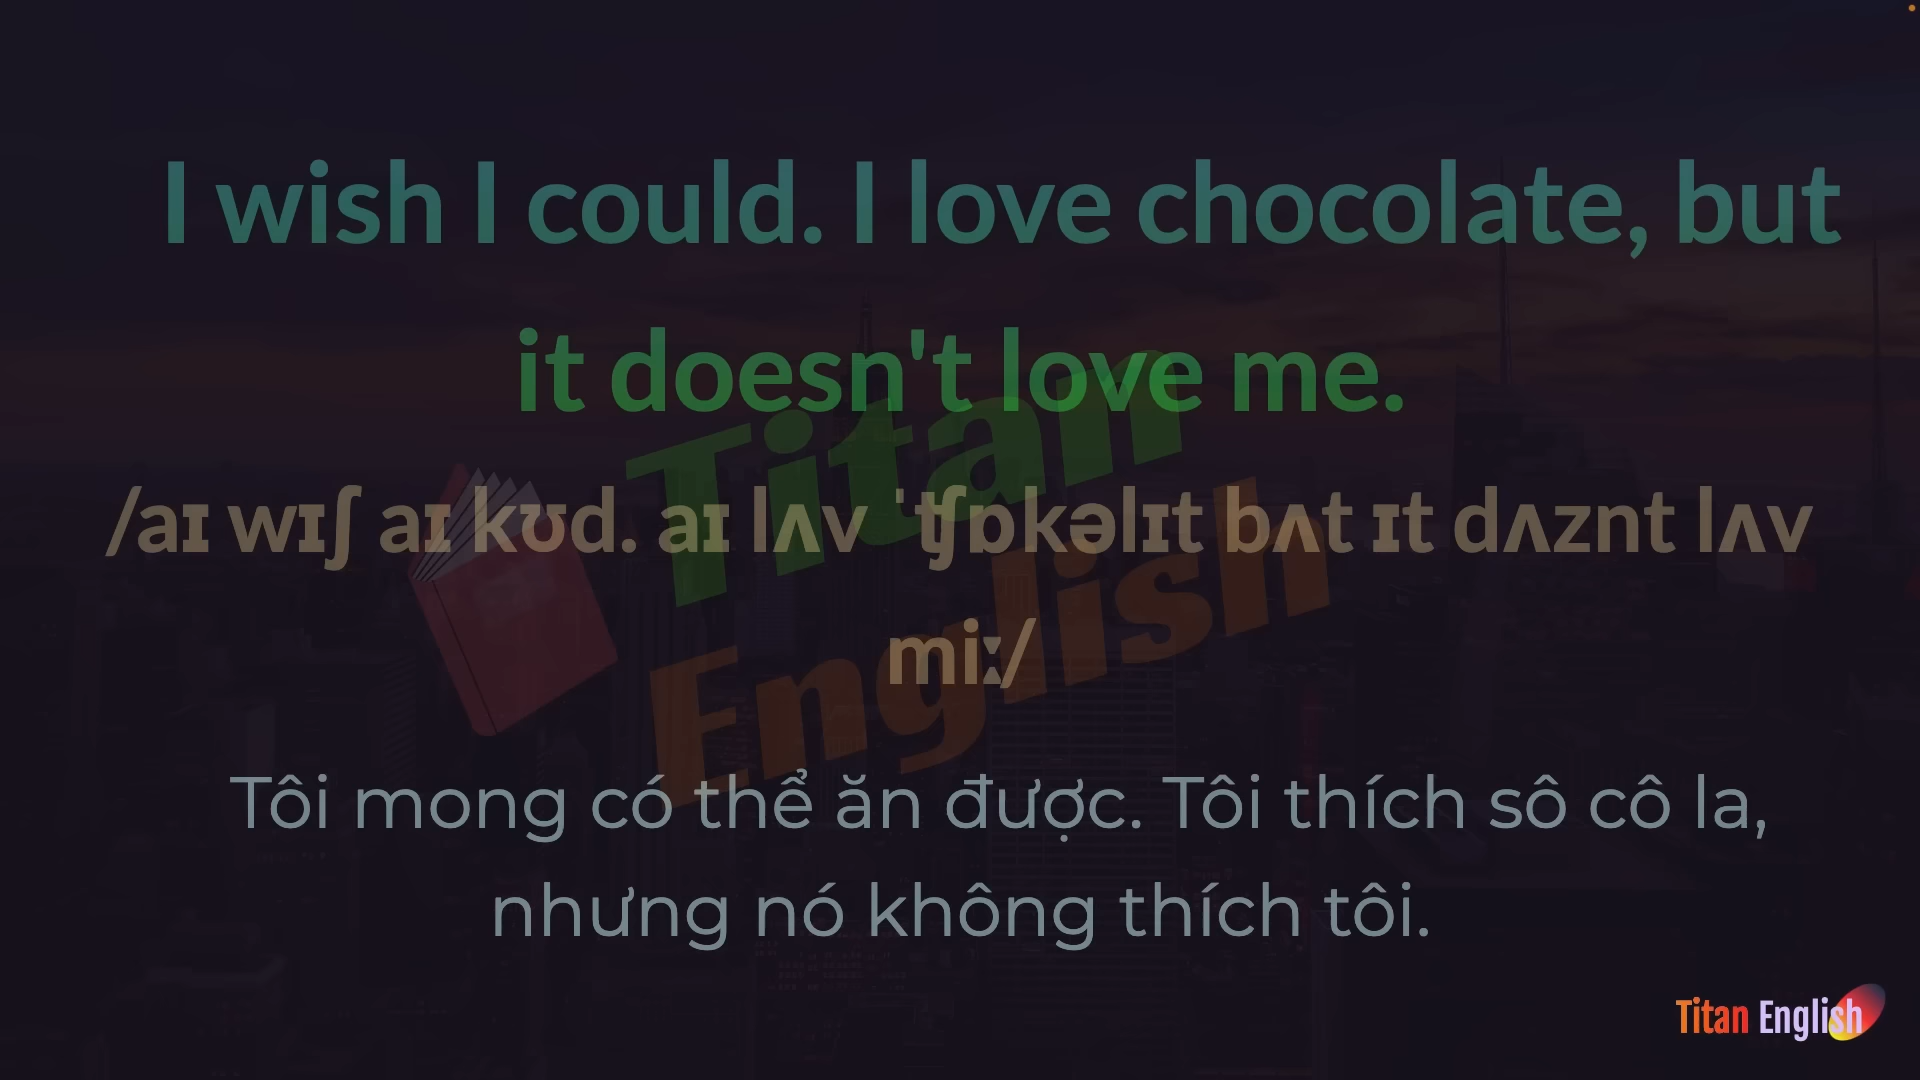 I wish I could. I love chocolate, but
it doesn't love me.
/aɪ wɪʃ aɪ kʊd. aɪ lʌv ˈʧɒkəlɪt bʌt ɪt dʌznt lʌv
miː/
Titan
English
Tôi mong có thể ăn được. Tôi thích sô cô la,
nhưng nó không thích tôi.
Titan English